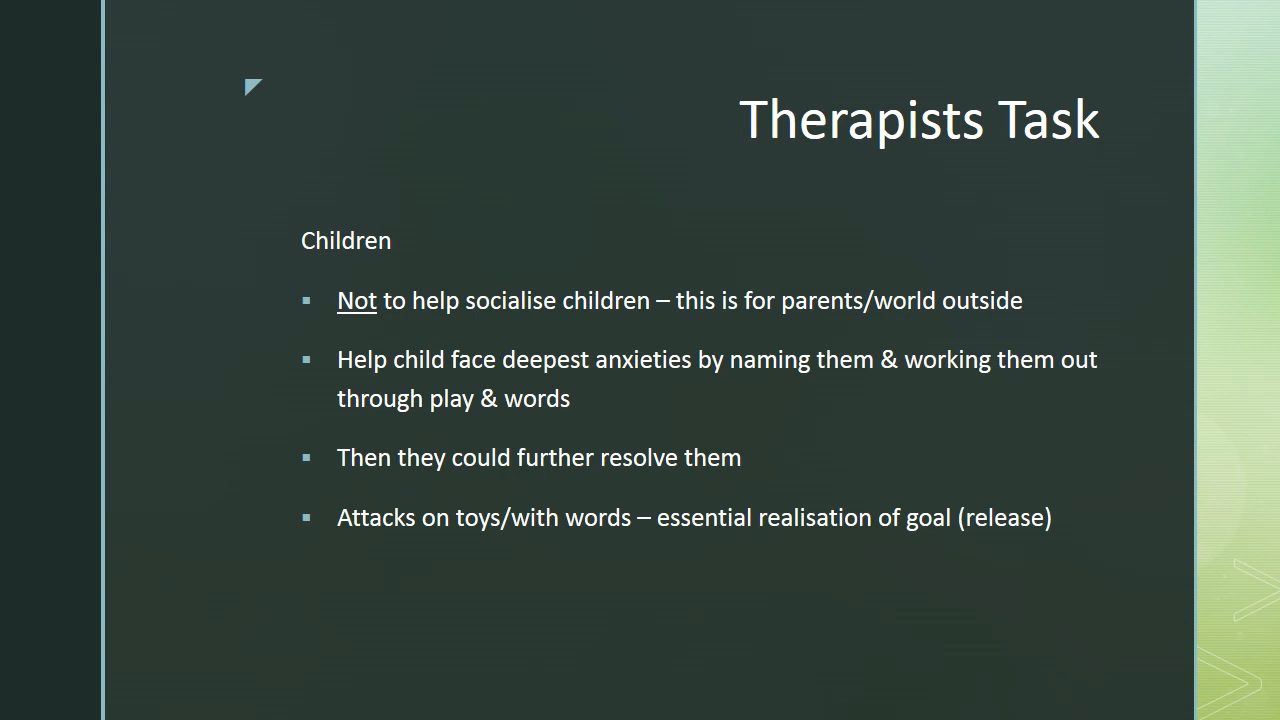 Therapists Task
Children
▪ Not to help socialise children – this is for parents/world outside
▪ Help child face deepest anxieties by naming them & working them out
through play & words
▪ Then they could further resolve them
▪ Attacks on toys/with words – essential realisation of goal (release)